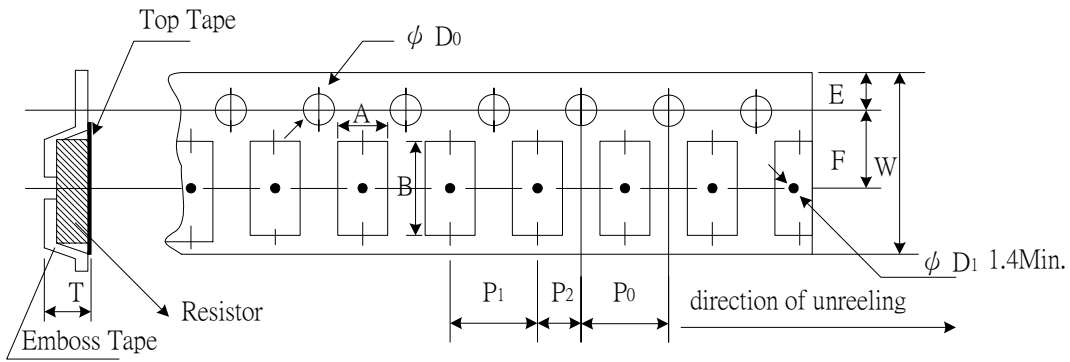 Top Tape
φ D0
A
E
B
F
W
φ D1 1.4Min.
T
P1
P2
P0
direction of unreeling
Resistor
Emboss Tape